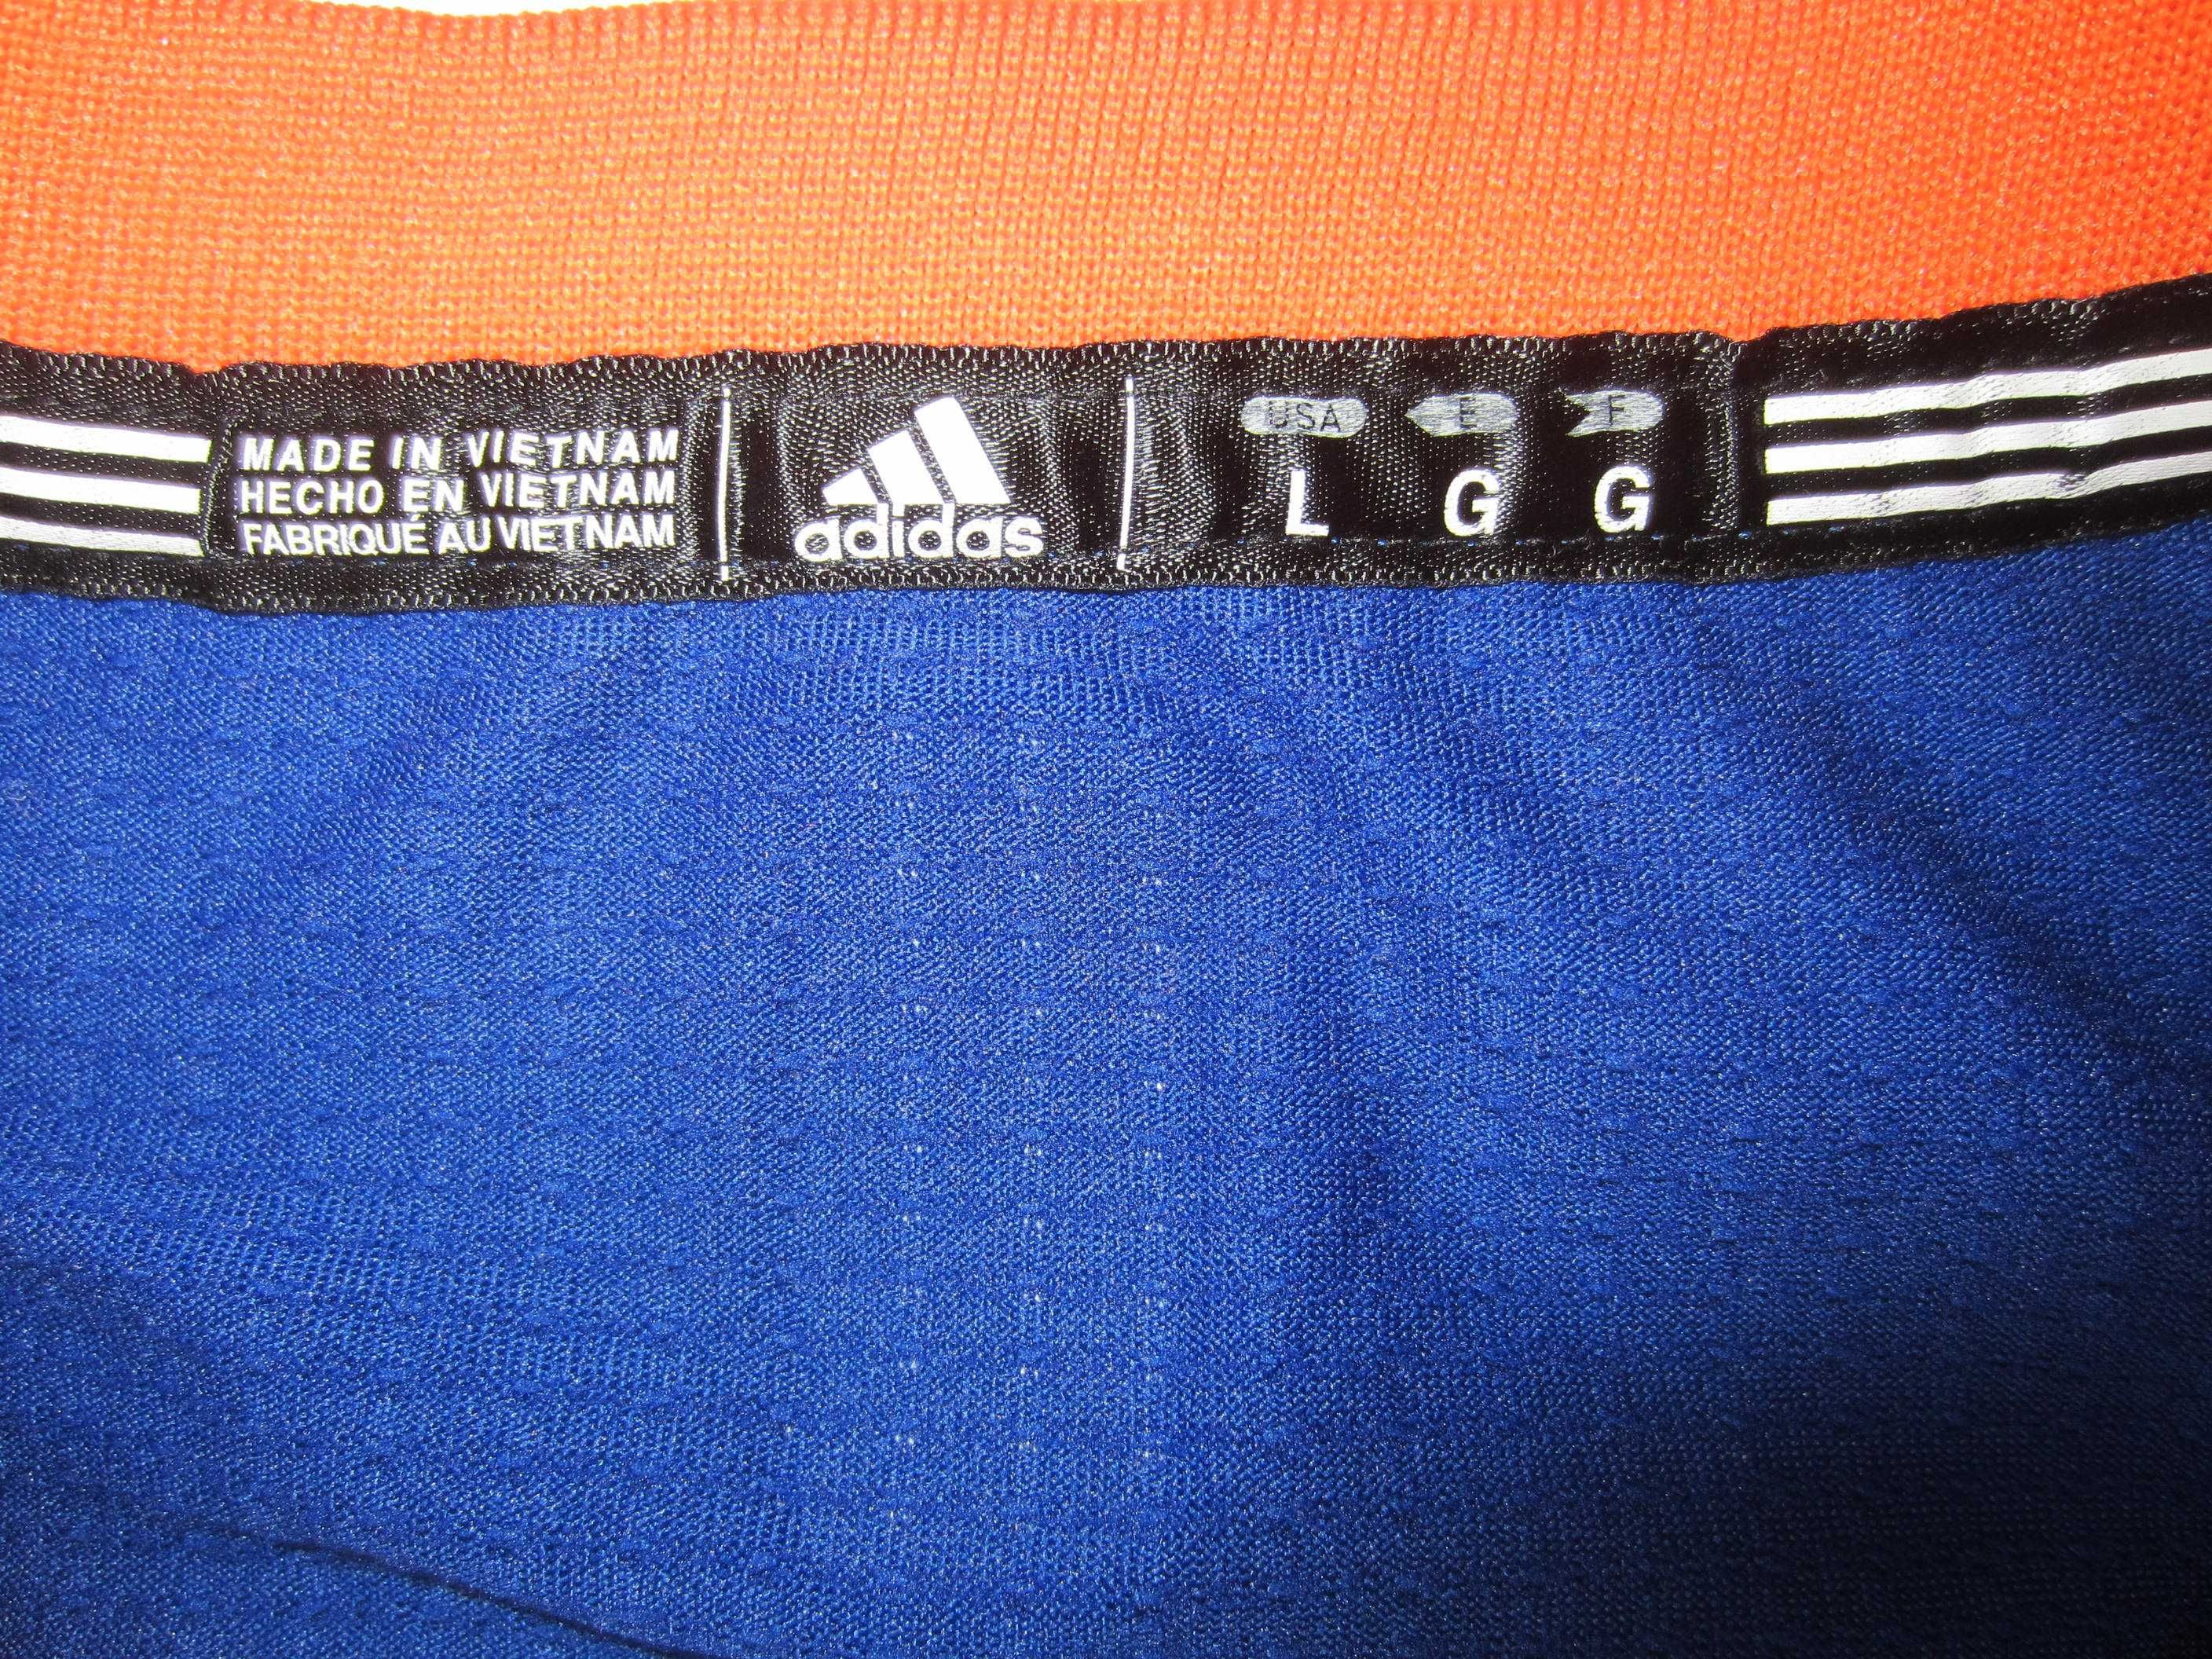 MADE IN VIETNAM
HECHO EN VIETNAM
FABRIQUÉ AU VIETNAM
adidas
USA E F
L G G